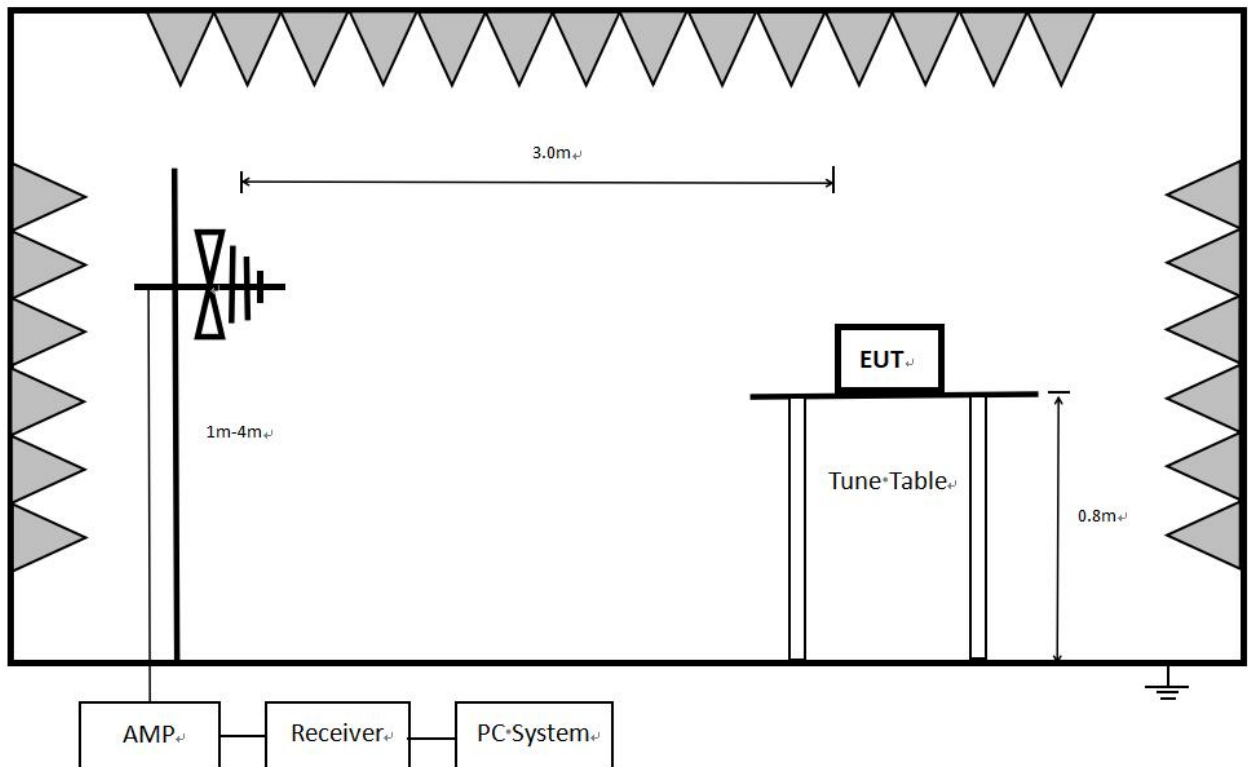 3.0m
EUT
1m-4m
Tune Table
0.8m
AMP
Receiver
PC System